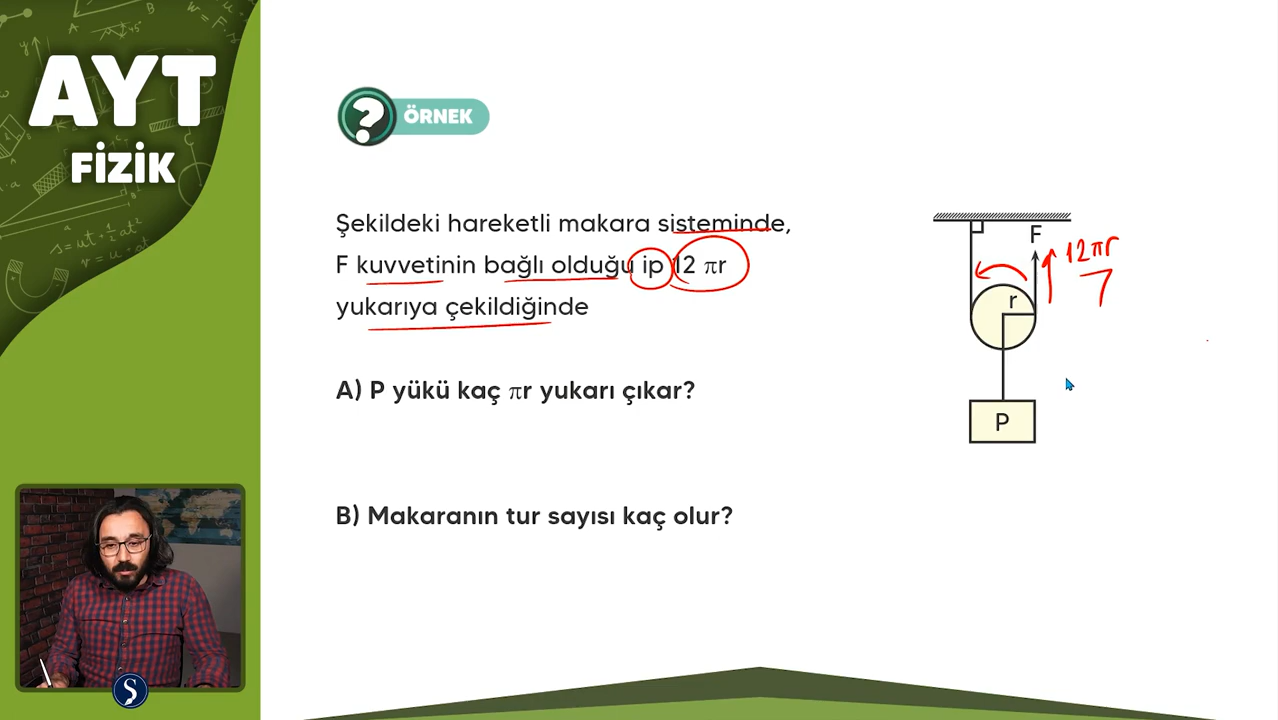 AYT
FİZİK
? ÖRNEK
Şekildeki hareketli makara sisteminde,
F kuvvetinin bağlı olduğu ip 12 πr
yukarıya çekildiğinde
A) P yükü kaç πr yukarı çıkar?
B) Makaranın tur sayısı kaç olur?
F
12πr
r
P
Ş